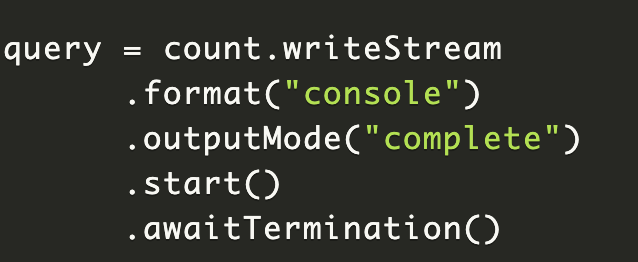 query = count.writeStream
.format("console")
.outputMode("complete")
.start()
.awaitTermination()